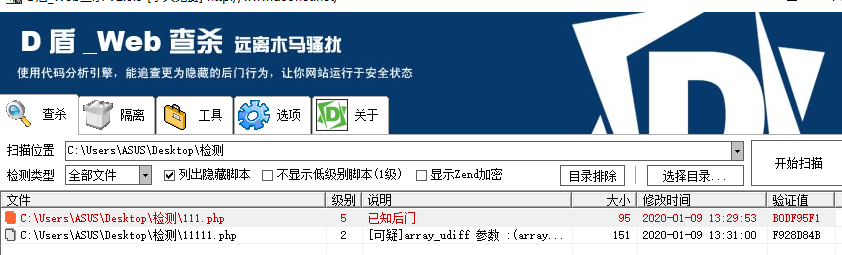 D 盾 _Web 查杀 远离木马骚扰
使用代码分析引擎,能追查更为隐藏的后门行为,让你网站运行于安全状态
查杀 隔离 工具 选项 关于
扫描位置 C:\Users\ASUS\Desktop\检测 开始扫描
检测类型 全部文件 列出隐藏脚本 不显示低级别脚本(1级) 显示Zend加密 目录排除 选择目录...
文件 级别 说明 大小 修改时间 验证值
C:\Users\ASUS\Desktop\检测\111.php 5 已知后门 95 2020-01-09 13:29:53 B0DF95F1
C:\Users\ASUS\Desktop\检测\11111.php 2 [可疑]array_udiff 参数 :(array... 151 2020-01-09 13:31:00 F928D84B